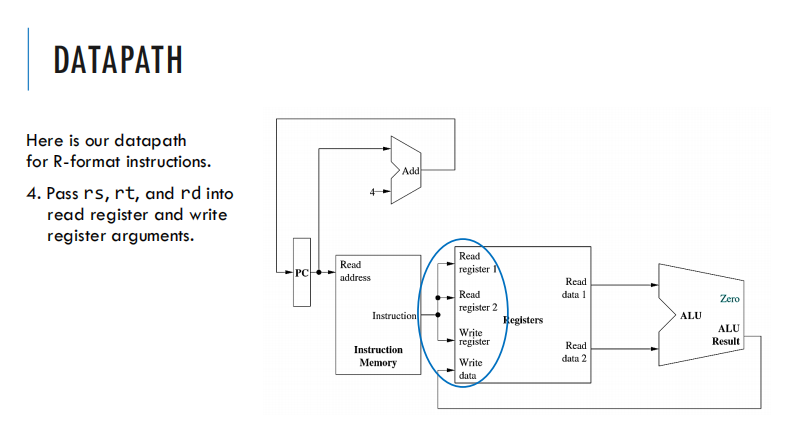 DATAPATH
Here is our datapath
for R-format instructions.
4. Pass rs, rt, and rd into
read register and write
register arguments.
Add
4
PC
Read
address
Instruction
Instruction
Memory
Read
register 1
Read
register 2
Write
register
Write
data
Registers
Read
data 1
Read
data 2
Zero
ALU
ALU
Result